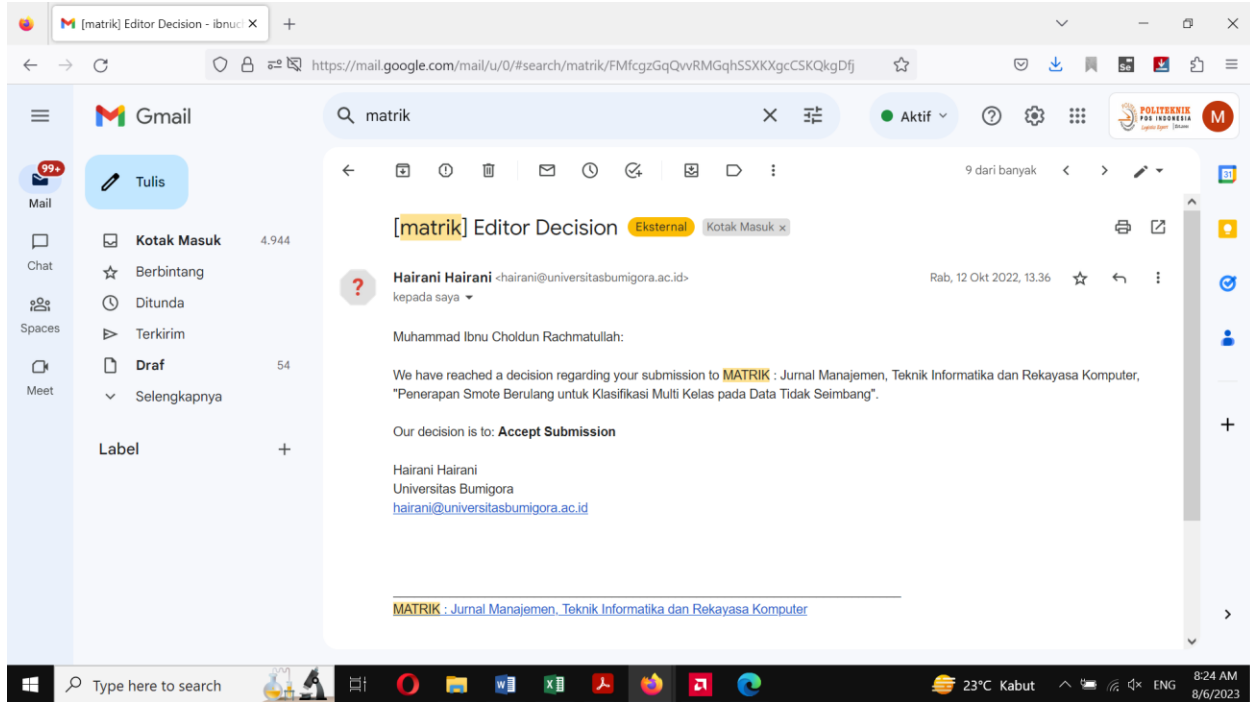 [matrik] Editor Decision - ibnucl
https://mail.google.com/mail/u/0/#search/matrik/FMfcgzGqQvvRMGqhSSXKXgcCSKQkgDfj
Gmail
matrik
Aktif
POLITEKNIK
POS INDONESIA
M
99+
Mail
Chat
Spaces
Meet
Tulis
Kotak Masuk 4.944
Berbintang
Ditunda
Terkirim
Draf 54
Selengkapnya
Label
9 dari banyak
31
[matrik] Editor Decision Eksternal Kotak Masuk ×
?
Hairani Hairani <hairani@universitasbumigora.ac.id> Rab, 12 Okt 2022, 13.36
kepada saya
Muhammad Ibnu Choldun Rachmatullah:
We have reached a decision regarding your submission to MATRIK : Jurnal Manajemen, Teknik Informatika dan Rekayasa Komputer,
"Penerapan Smote Berulang untuk Klasifikasi Multi Kelas pada Data Tidak Seimbang".
Our decision is to: Accept Submission
Hairani Hairani
Universitas Bumigora
hairani@universitasbumigora.ac.id
MATRIK : Jurnal Manajemen, Teknik Informatika dan Rekayasa Komputer
Type here to search
23°C Kabut
ENG
8:24 AM
8/6/2023